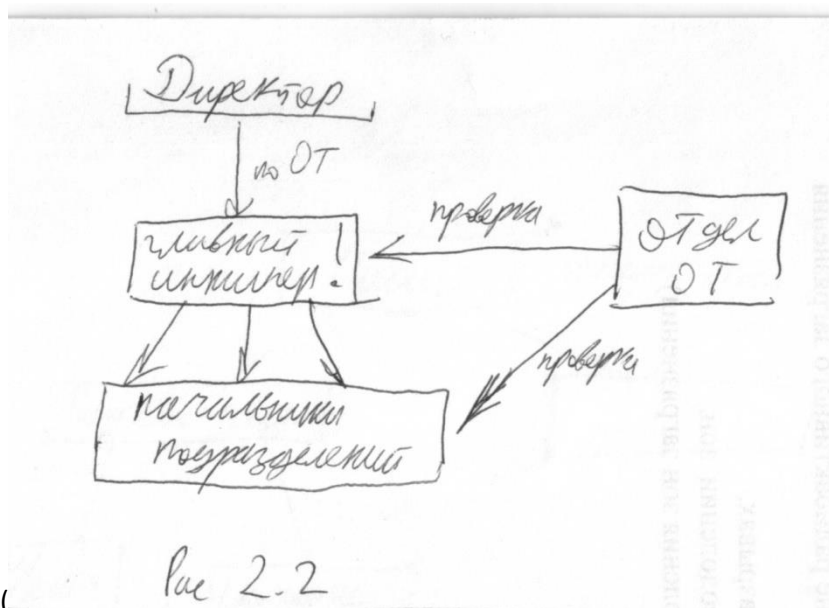 Директор
по ОТ
главный
инженер!
проверка
отдел
ОТ
проверка
начальники
подразделений
Рис 2.2
(